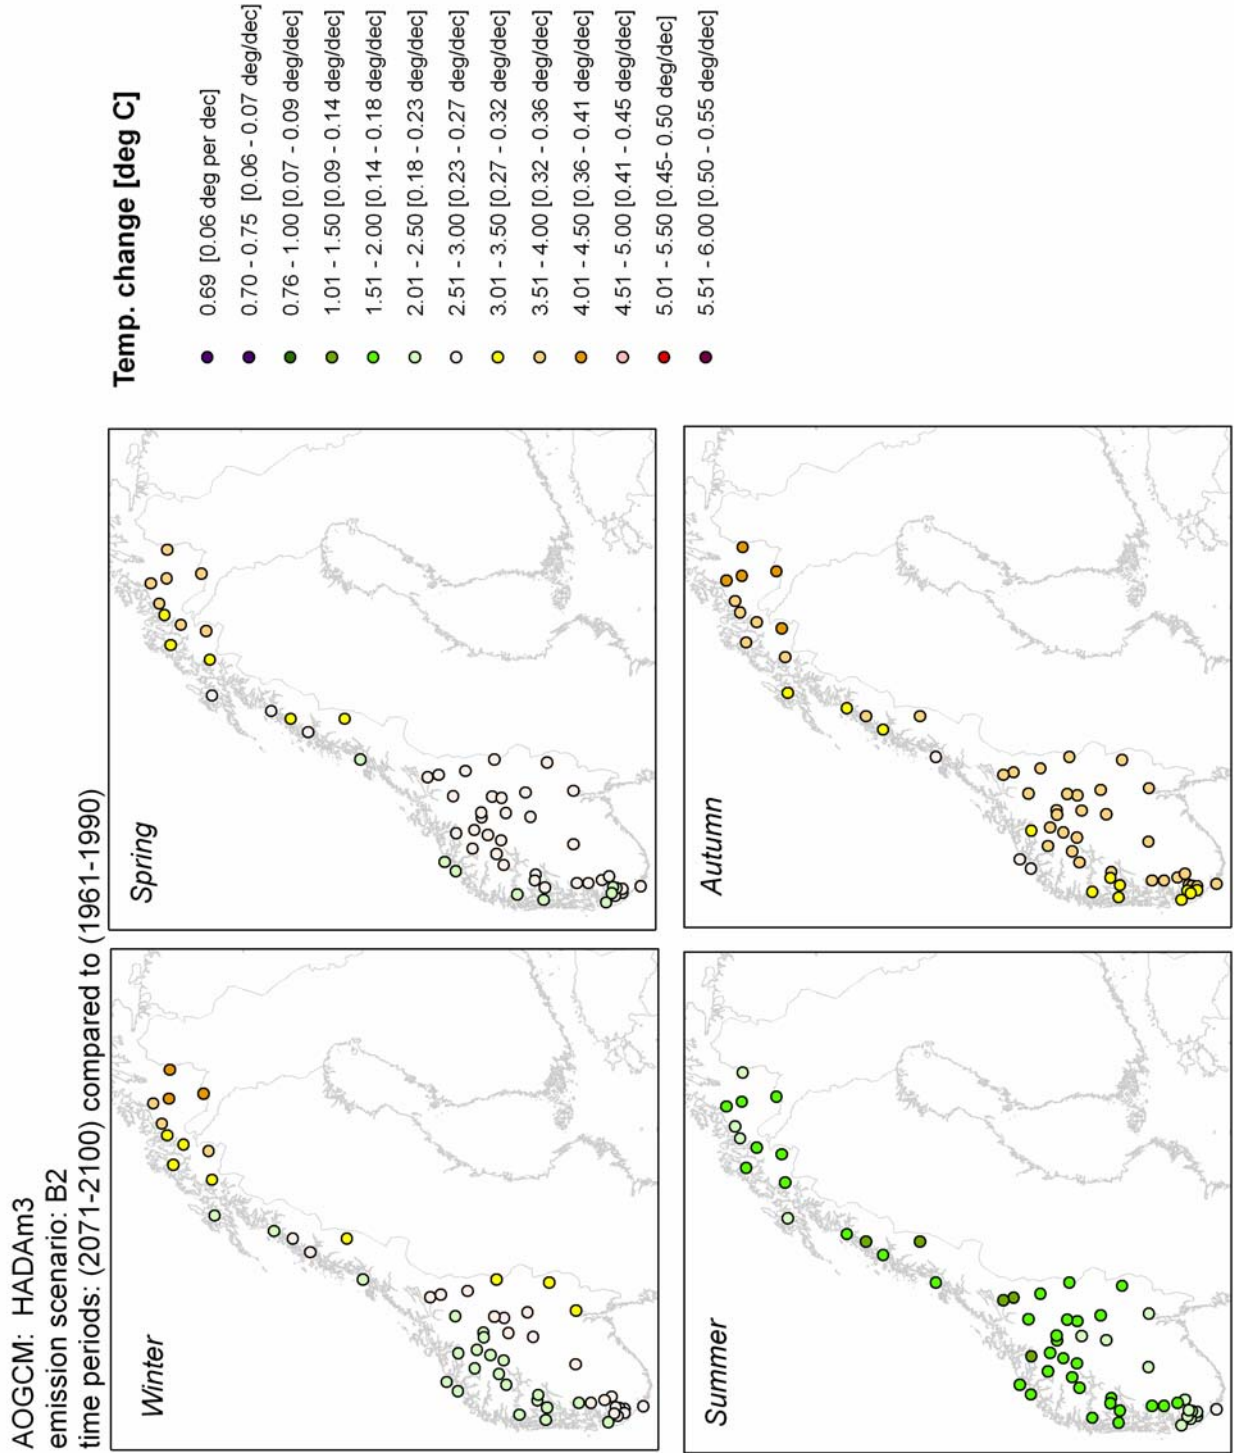 AOGCM: HADAm3
emission scenario: B2
time periods: (2071-2100) compared to (1961-1990)
Winter
Spring
Summer
Autumn
Temp. change [deg C]
0.69 [0.06 deg per dec]
0.70 - 0.75 [0.06 - 0.07 deg/dec]
0.76 - 1.00 [0.07 - 0.09 deg/dec]
1.01 - 1.50 [0.09 - 0.14 deg/dec]
1.51 - 2.00 [0.14 - 0.18 deg/dec]
2.01 - 2.50 [0.18 - 0.23 deg/dec]
2.51 - 3.00 [0.23 - 0.27 deg/dec]
3.01 - 3.50 [0.27 - 0.32 deg/dec]
3.51 - 4.00 [0.32 - 0.36 deg/dec]
4.01 - 4.50 [0.36 - 0.41 deg/dec]
4.51 - 5.00 [0.41 - 0.45 deg/dec]
5.01 - 5.50 [0.45- 0.50 deg/dec]
5.51 - 6.00 [0.50 - 0.55 deg/dec]